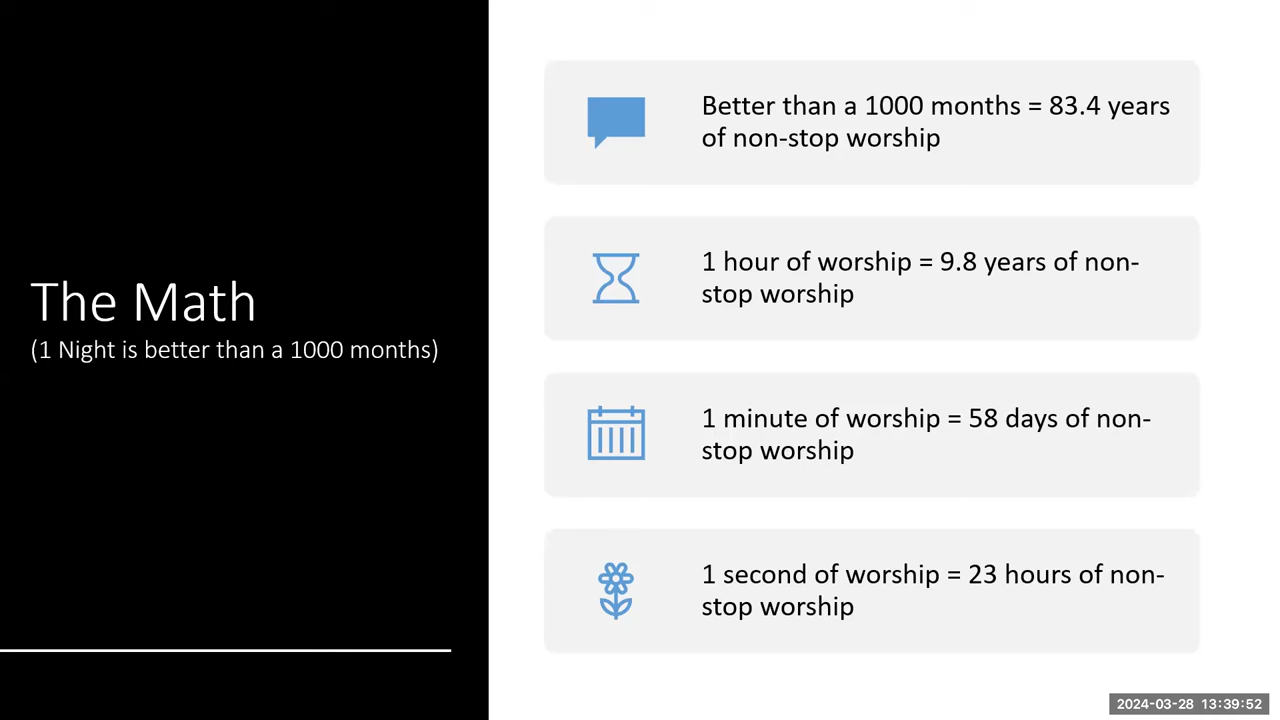 The Math
(1 Night is better than a 1000 months)
Better than a 1000 months = 83.4 years
of non-stop worship
1 hour of worship = 9.8 years of non-
stop worship
1 minute of worship = 58 days of non-
stop worship
1 second of worship = 23 hours of non-
stop worship
2024-03-28 13:39:52